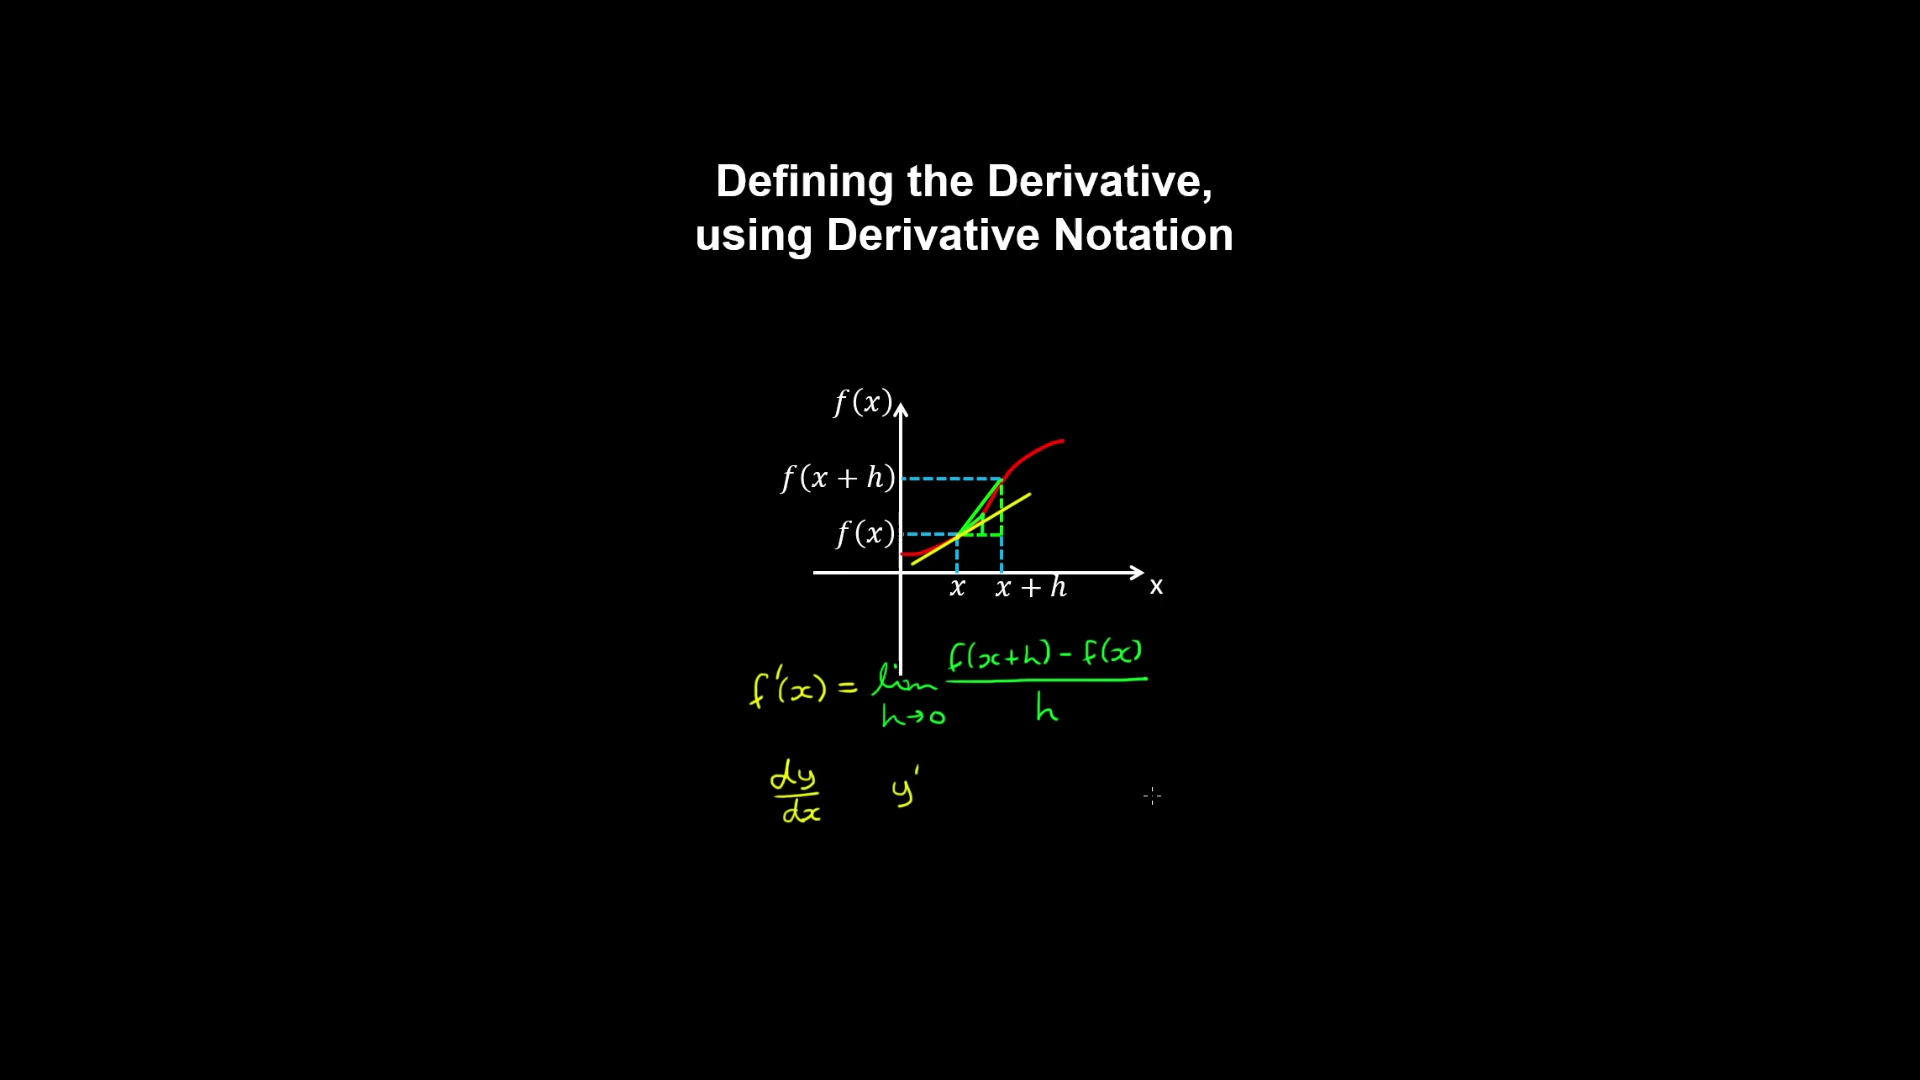 Defining the Derivative,
using Derivative Notation
f(x)
f(x + h)
f(x)
x x + h x
f'(x) = lim h→0 f(x+h) - f(x) / h
dy/dx y'